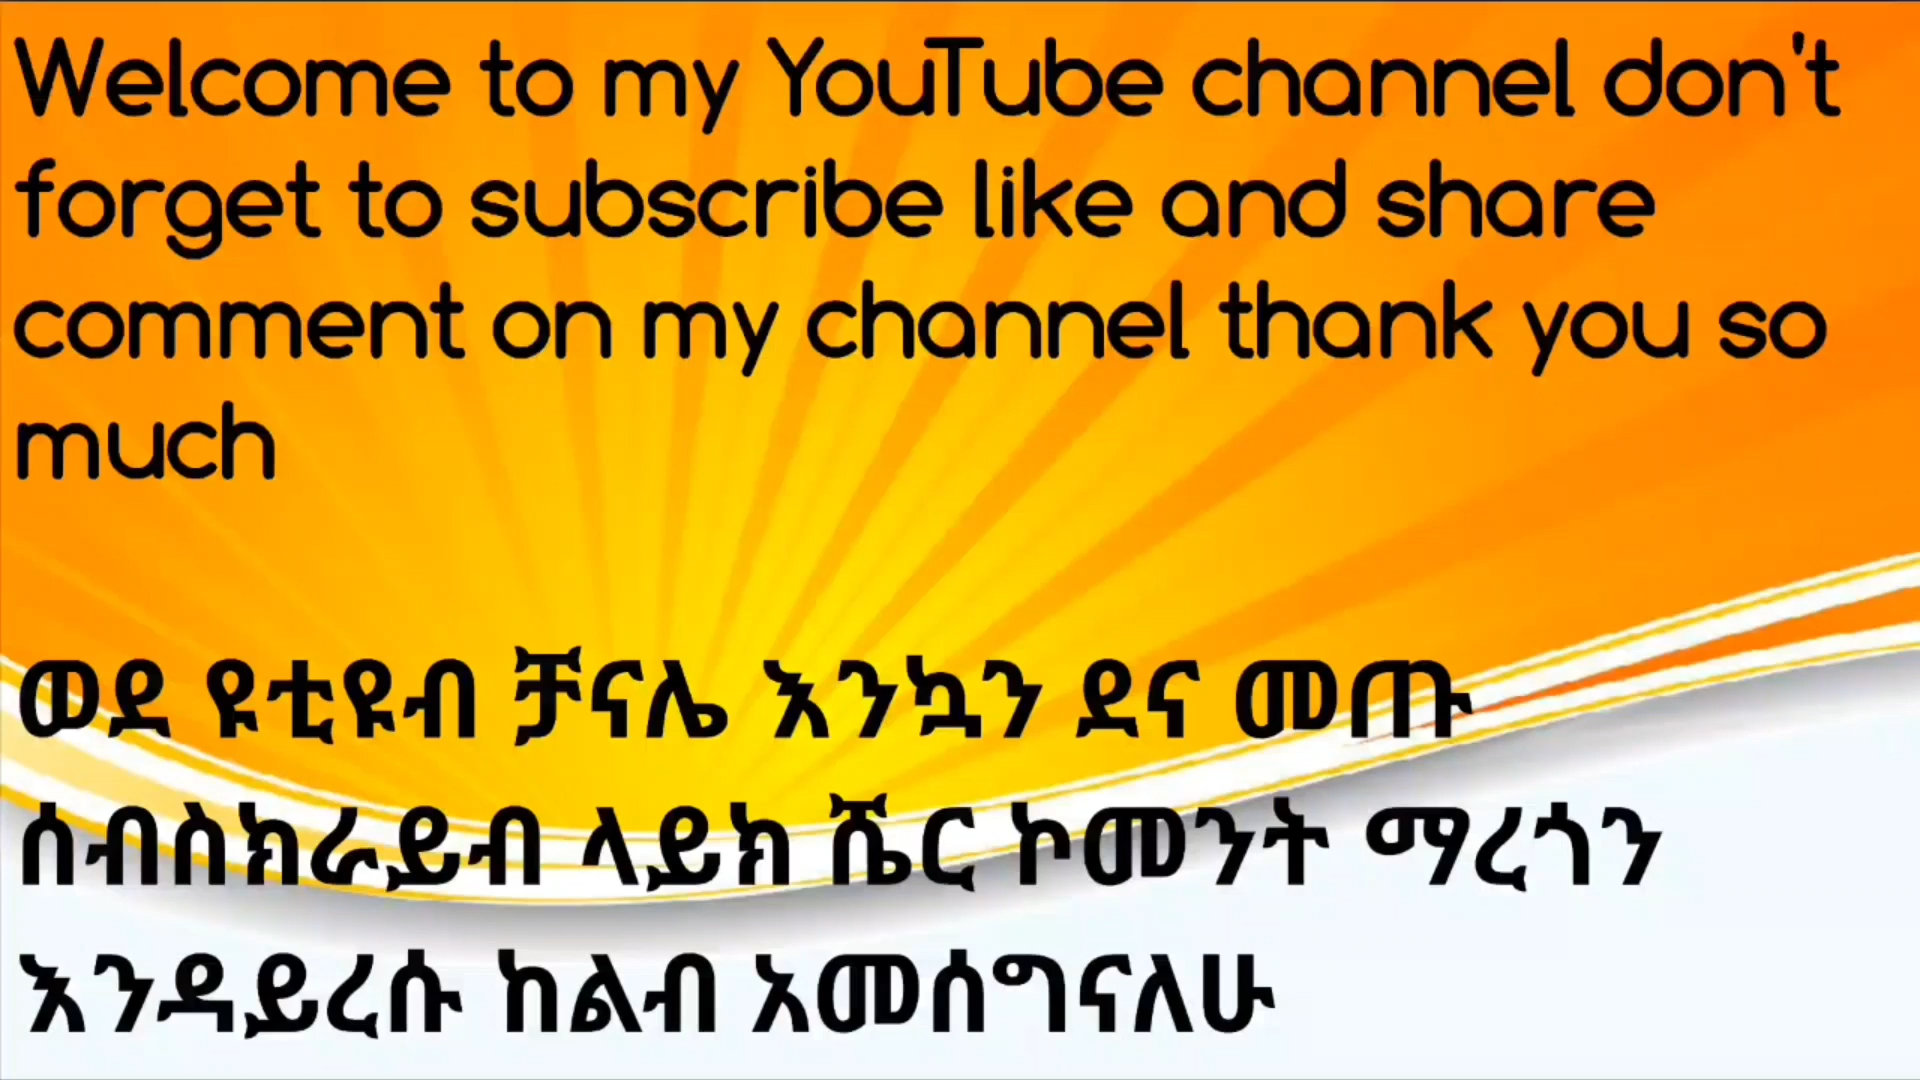 Welcome to my YouTube channel don't
forget to subscribe like and share
comment on my channel thank you so
much
ወደ ዩቲዩብ ቻናሌ እንኳን ደና መጡ
ሰብስክራይብ ላይክ ሼር ኮመንት ማረጎን
እንዳይረሱ ከልብ አመሰግናለሁ